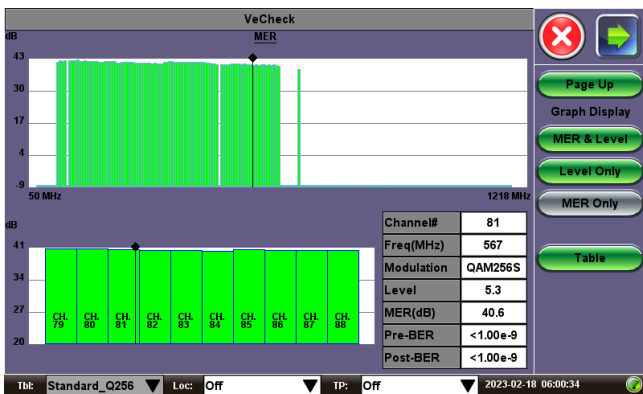 VeCheck
dB
MER
43
30
17
4
-9
50 MHz
1218 MHz
dB
41
34
27
20
CH. 79
CH. 80
CH. 81
CH. 82
CH. 83
CH. 84
CH. 85
CH. 86
CH. 87
CH. 88
Channel# 81
Freq(MHz) 567
Modulation QAM256S
Level 5.3
MER(dB) 40.6
Pre-BER <1.00e-9
Post-BER <1.00e-9
Page Up
Graph Display
MER & Level
Level Only
MER Only
Table
Tbl: Standard_Q256 Loc: Off TP: Off 2023-02-18 06:00:34